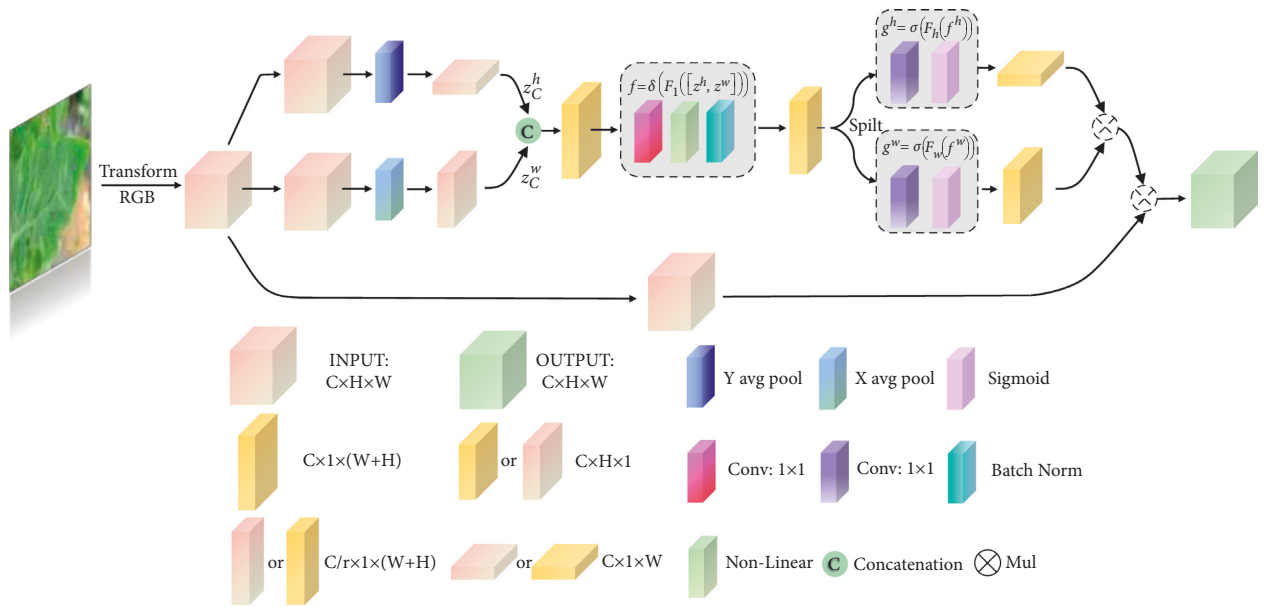 Transform
RGB
z_C^h
z_C^w
C
f=δ(F_1([z^h, z^w]))
Spilt
g^h=σ(F_h(f^h))
g^w=σ(F_w(f^w))
INPUT:
C×H×W
OUTPUT:
C×H×W
Y avg pool
X avg pool
Sigmoid
C×1×(W+H)
or
C×H×1
Conv: 1×1
Conv: 1×1
Batch Norm
or
C/r×1×(W+H)
or
C×1×W
Non-Linear
C
Concatenation
Mul